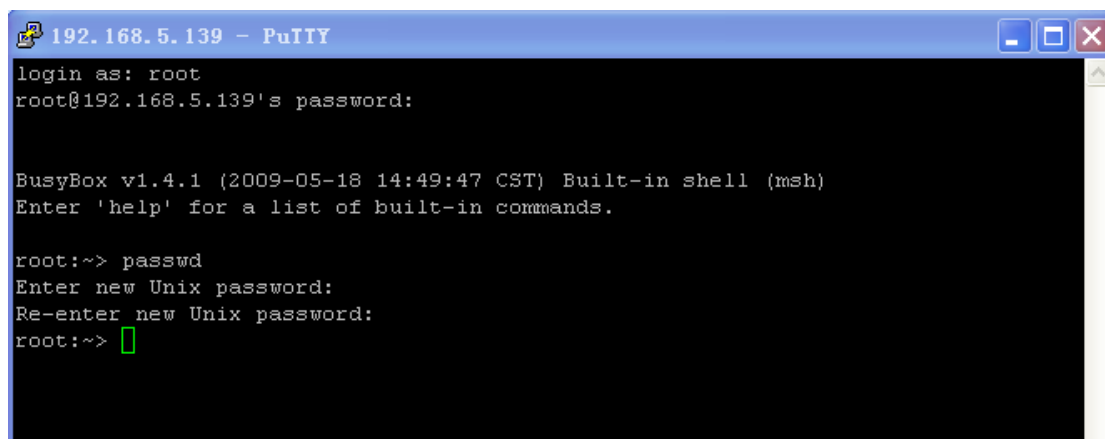 192.168.5.139 - PuTTY
login as: root
root@192.168.5.139's password:
BusyBox v1.4.1 (2009-05-18 14:49:47 CST) Built-in shell (msh)
Enter 'help' for a list of built-in commands.
root:~> passwd
Enter new Unix password:
Re-enter new Unix password:
root:~>